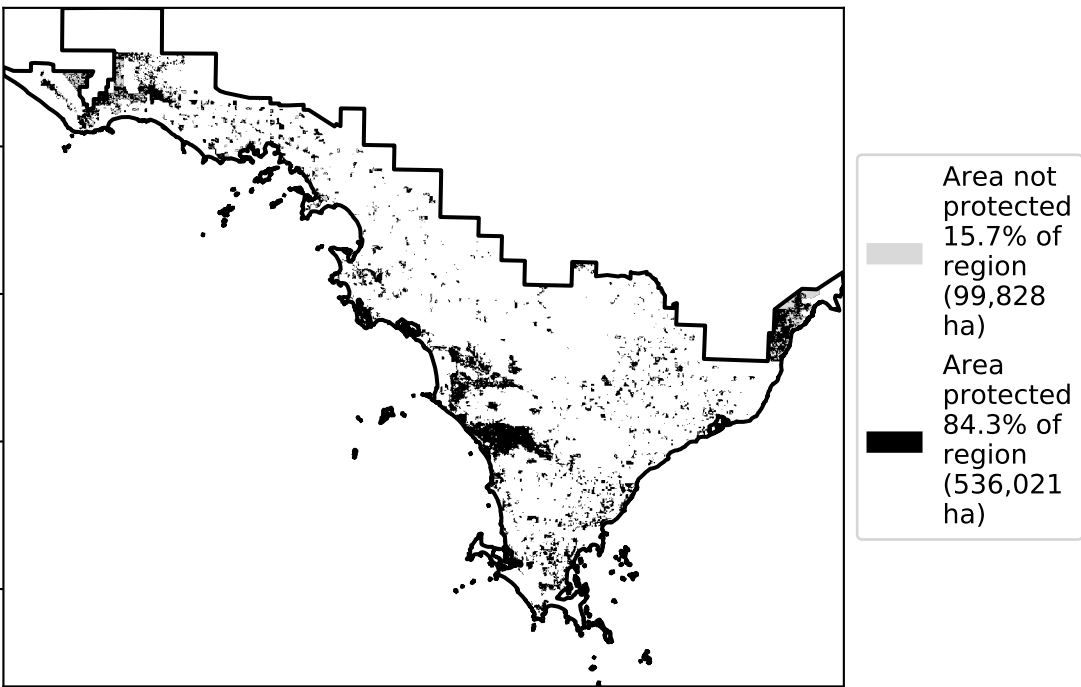 Area not
protected
15.7% of
region
(99,828
ha)
Area
protected
84.3% of
region
(536,021
ha)